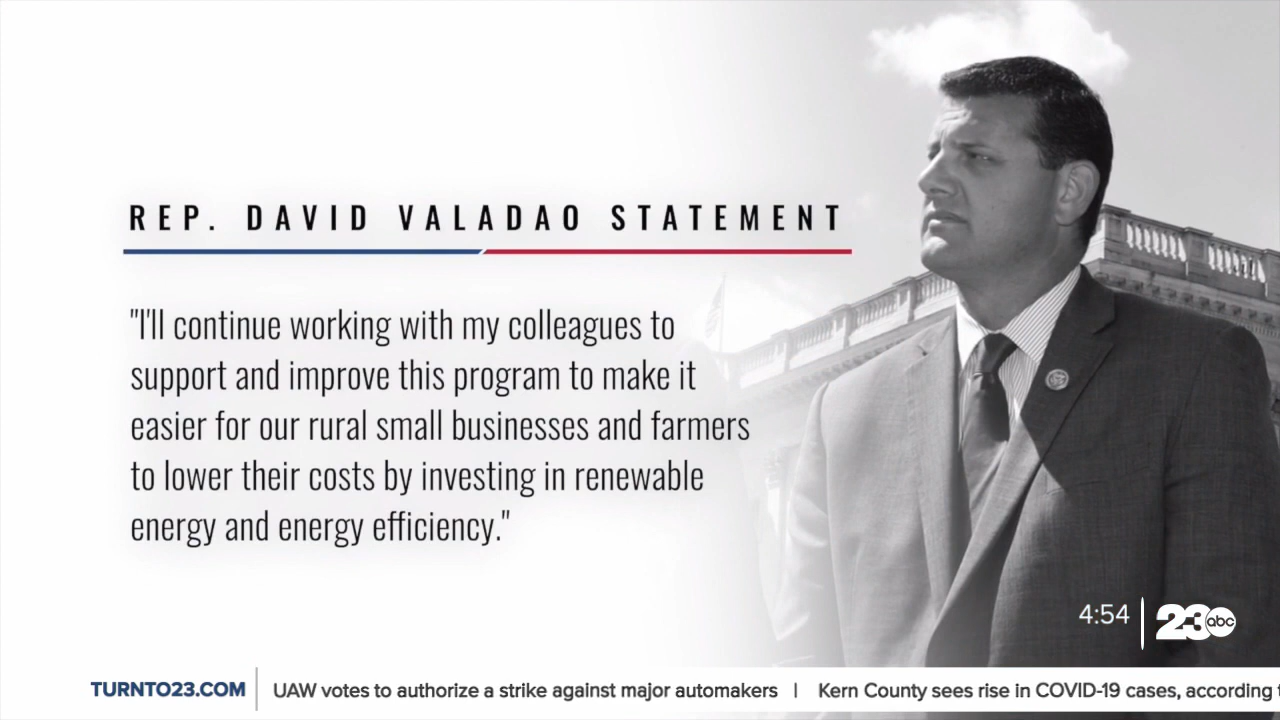 REP. DAVID VALADAO STATEMENT
"I'll continue working with my colleagues to
support and improve this program to make it
easier for our rural small businesses and farmers
to lower their costs by investing in renewable
energy and energy efficiency."
4:54
23 abc
TURNTO23.COM
UAW votes to authorize a strike against major automakers | Kern County sees rise in COVID-19 cases, according